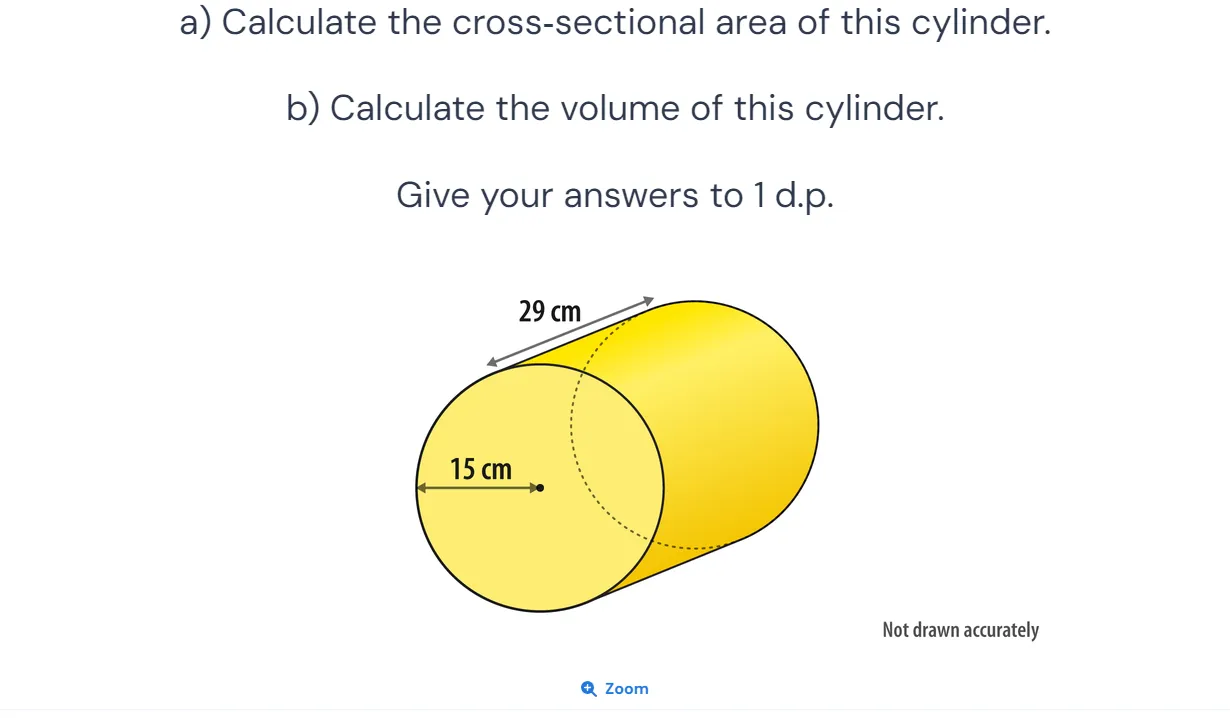 a) Calculate the cross-sectional area of this cylinder.
b) Calculate the volume of this cylinder.
Give your answers to 1 d.p.
29 cm
15 cm
Not drawn accurately
Zoom